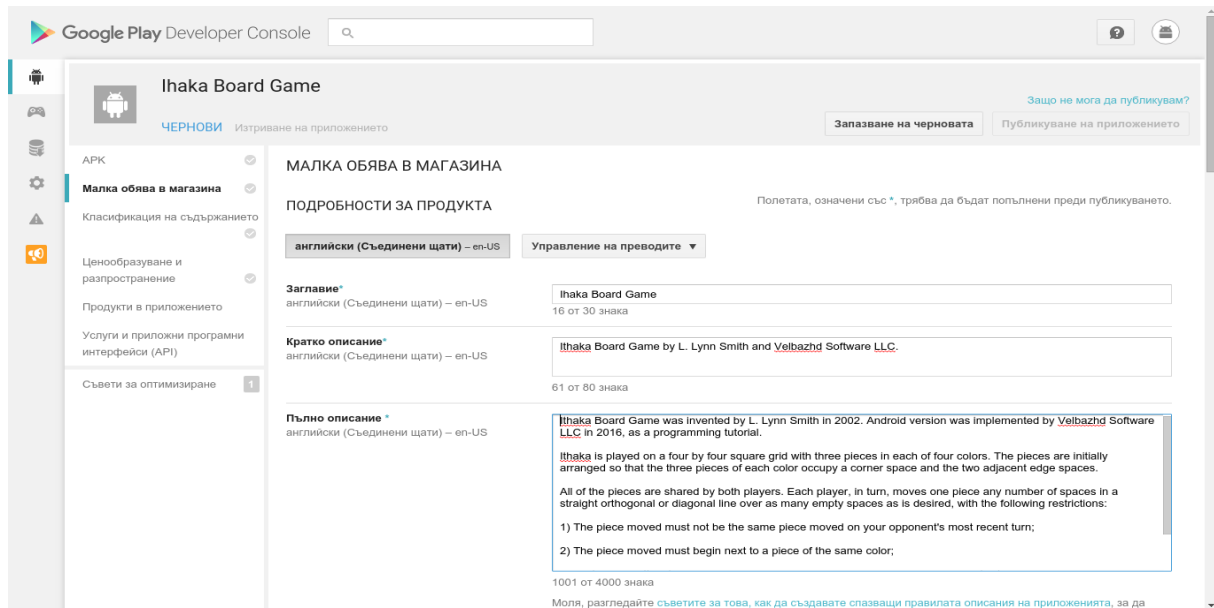 Google Play Developer Console
Ihaka Board Game
ЧЕРНОВИ Изтриване на приложението
Защо не мога да публикувам?
Запазване на черновата
Публикуване на приложението
APK
Малка обява в магазина
Класификация на съдържанието
Ценообразуване и
разпространение
Продукти в приложението
Услуги и приложни програмни
интерфейси (API)
Съвети за оптимизиране 1
МАЛКА ОБЯВА В МАГАЗИНА
ПОДРОБНОСТИ ЗА ПРОДУКТА
Полетата, означени със *, трябва да бъдат попълнени преди публикуването.
английски (Съединени щати) – en-US
Управление на преводите
Заглавие*
английски (Съединени щати) – en-US
Ihaka Board Game
16 от 30 знака
Кратко описание*
английски (Съединени щати) – en-US
Ithaka Board Game by L. Lynn Smith and Velbazhd Software LLC.
61 от 80 знака
Пълно описание *
английски (Съединени щати) – en-US
Ithaka Board Game was invented by L. Lynn Smith in 2002. Android version was implemented by Velbazhd Software
LLC in 2016, as a programming tutorial.
Ithaka is played on a four by four square grid with three pieces in each of four colors. The pieces are initially
arranged so that the three pieces of each color occupy a corner space and the two adjacent edge spaces.
All of the pieces are shared by both players. Each player, in turn, moves one piece any number of spaces in a
straight orthogonal or diagonal line over as many empty spaces as is desired, with the following restrictions:
1) The piece moved must not be the same piece moved on your opponent's most recent turn;
2) The piece moved must begin next to a piece of the same color;
1001 от 4000 знака
Моля, разгледайте съветите за това, как да създавате спазващи правилата описания на приложенията, за да